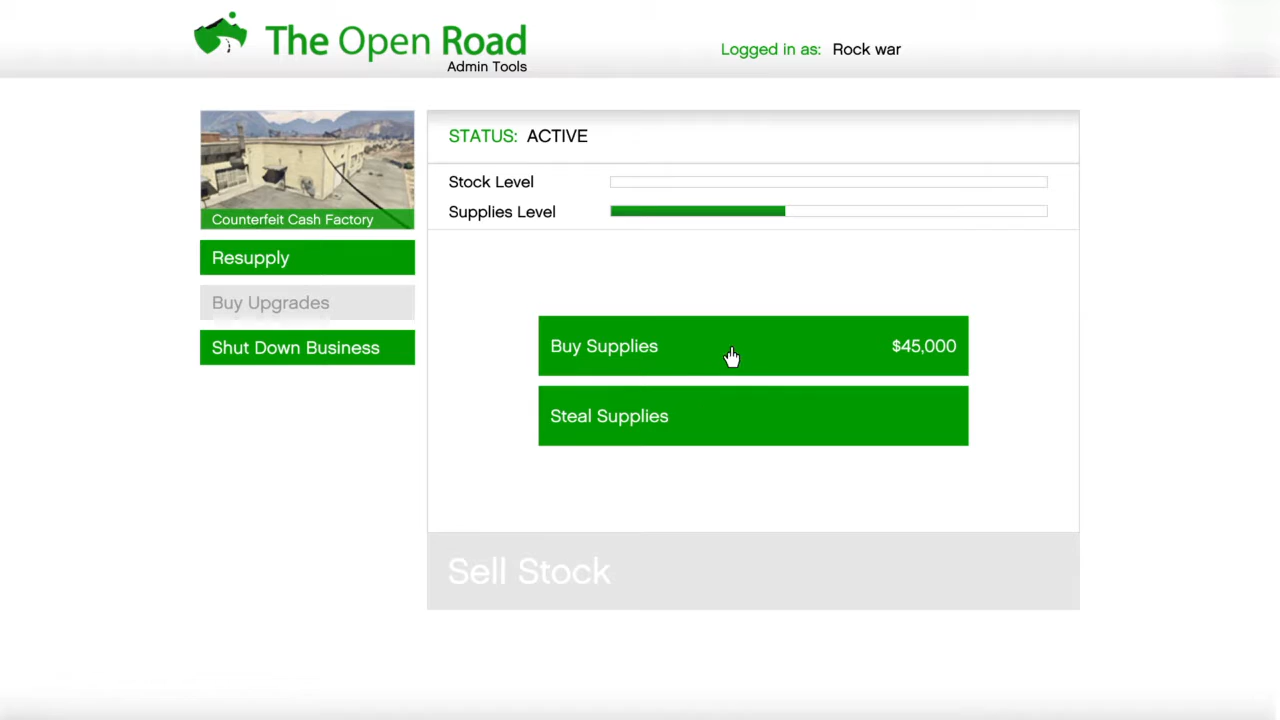 The Open Road
Admin Tools
Logged in as: Rock war
Counterfeit Cash Factory
Resupply
Buy Upgrades
Shut Down Business
STATUS: ACTIVE
Stock Level
Supplies Level
Buy Supplies $45,000
Steal Supplies
Sell Stock